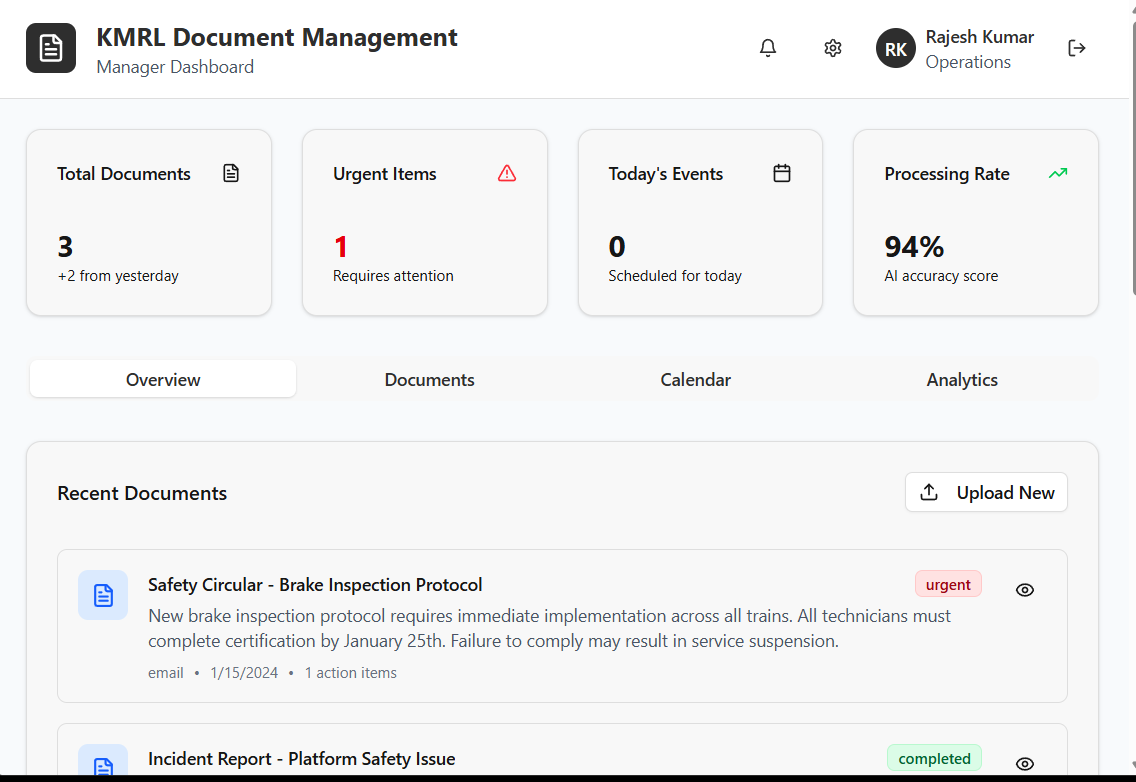 KMRL Document Management
Manager Dashboard
RK
Rajesh Kumar
Operations
Total Documents
3
+2 from yesterday
Urgent Items
1
Requires attention
Today's Events
0
Scheduled for today
Processing Rate
94%
AI accuracy score
Overview
Documents
Calendar
Analytics
Recent Documents
Upload New
Safety Circular - Brake Inspection Protocol
urgent
New brake inspection protocol requires immediate implementation across all trains. All technicians must
complete certification by January 25th. Failure to comply may result in service suspension.
email • 1/15/2024 • 1 action items
Incident Report - Platform Safety Issue
completed